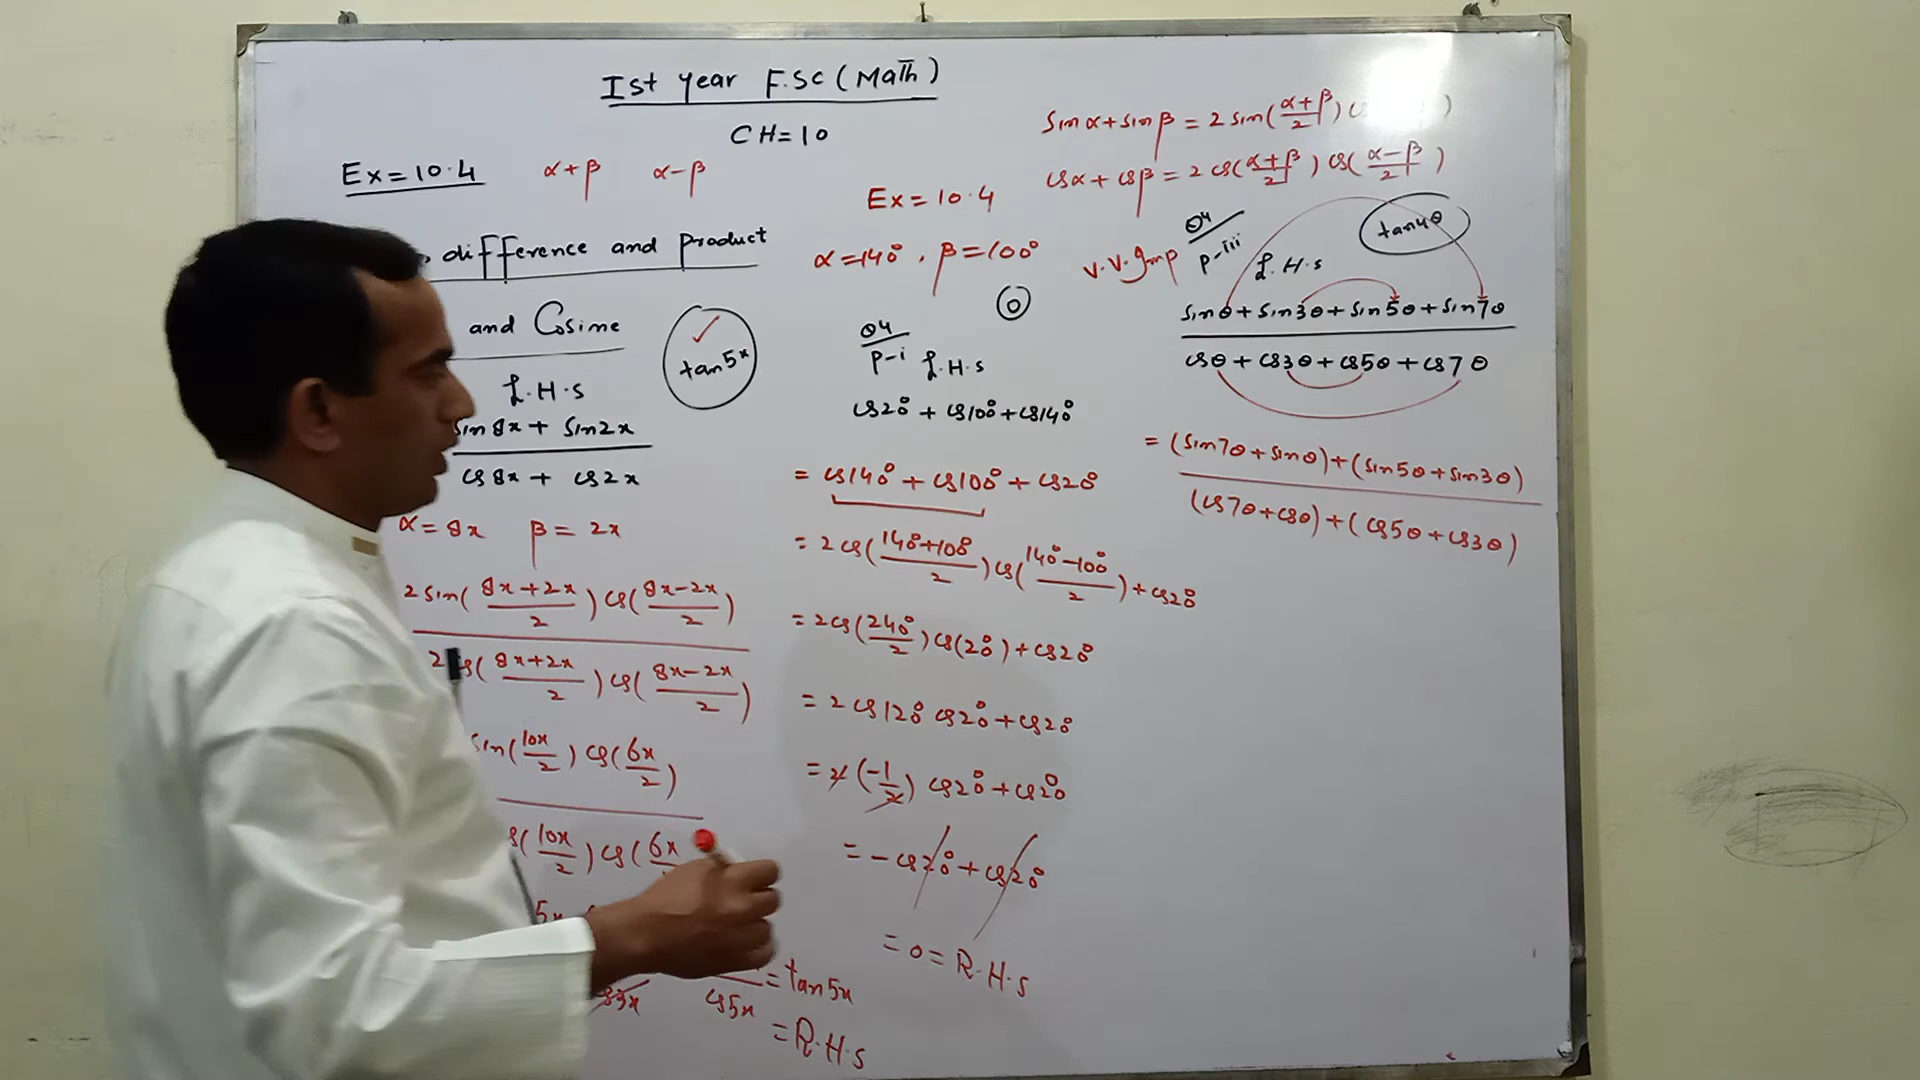 Ist year F.Sc (Math)
CH=10
Ex=10.4 α+β α-β
difference and product
and Cosine
tan5x
L.H.S
sin8x + sin2x
cos8x + cos2x
α=8x β=2x
2sin(8x+2x/2)cos(8x-2x/2)
2cos(8x+2x/2)cos(8x-2x/2)
sin(10x/2)cos(6x/2)
cos(10x/2)cos(6x
5x
cos3x cos5x =tan5x
=R.H.S
Ex=10.4
α=140°, β=100°
0
Q4
P-i L.H.S
cos20°+cos100°+cos140°
=cos140°+cos100°+cos20°
=2cos(140°+100°/2)cos(140°-100°/2)+cos20°
=2cos(240°/2)cos(20°)+cos20°
=2cos120°cos20°+cos20°
=2(-1/2)cos20°+cos20°
=-cos20°+cos20°
=0=R.H.S
Sinα+sinβ=2sin(α+β/2)c )
cosα+cosβ=2cos(α+β/2)cos(α-β/2)
V.V.Imp Q4
P-iii L.H.S tan4θ
sinθ+sin3θ+sin5θ+sin7θ
cosθ+cos3θ+cos5θ+cos7θ
=(sin7θ+sinθ)+(sin5θ+sin3θ)
(cos7θ+cosθ)+(cos5θ+cos3θ)